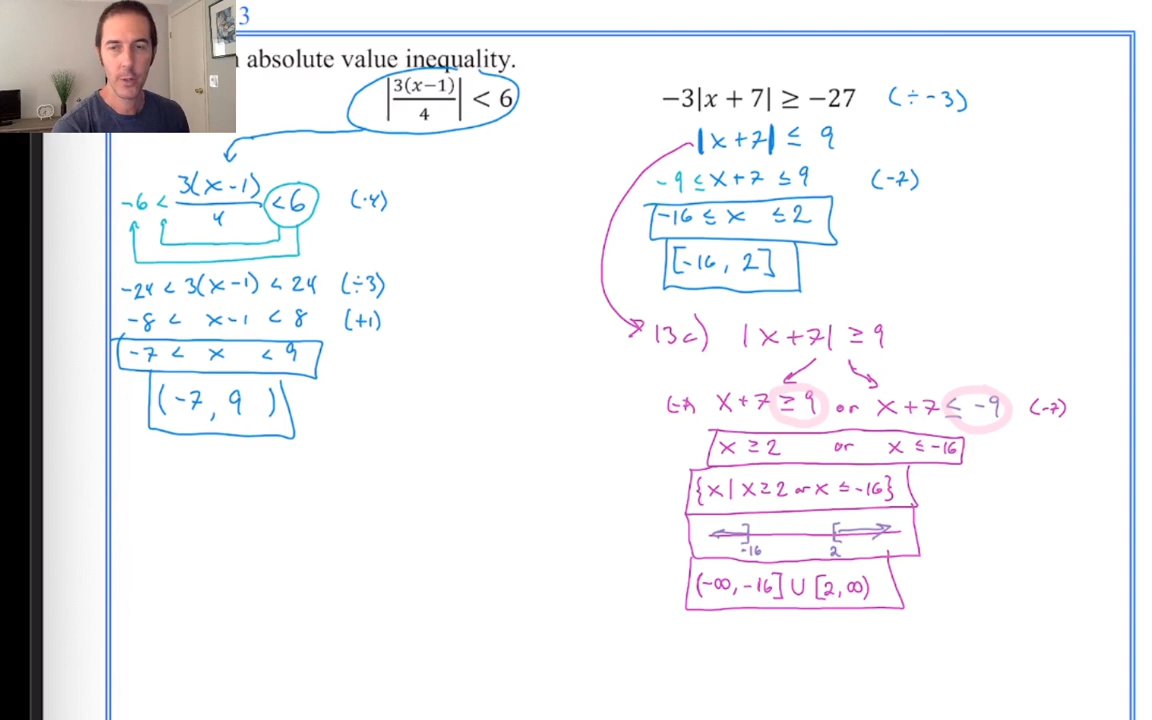 3
absolute value inequality.
|3(x−1)/4| < 6
-6 < 3(x-1)/4 < 6 (·4)
-24 < 3(x-1) < 24 (÷3)
-8 < x-1 < 8 (+1)
-7 < x < 9
(-7, 9)
−3|x + 7| ≥ −27 (÷-3)
|x+7| ≤ 9
-9 ≤ x+7 ≤ 9 (-7)
-16 ≤ x ≤ 2
[-16, 2]
13c) |x+7| ≥ 9
(-7) x+7 ≥ 9 or x+7 ≤ -9 (-7)
x ≥ 2 or x ≤ -16
{x | x ≥ 2 or x ≤ -16}
-16 2
(-∞, -16] ∪ [2, ∞)